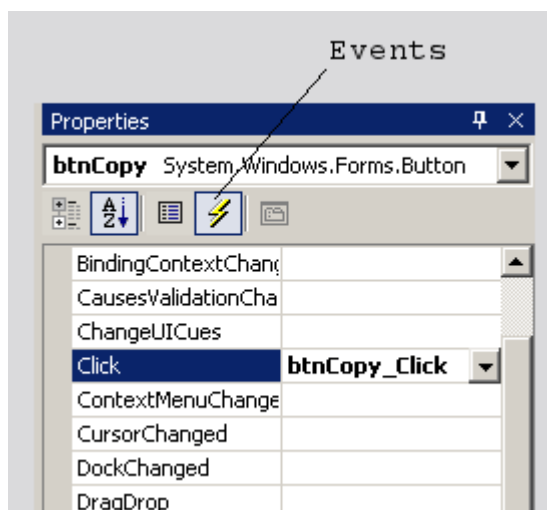 Events
Properties
btnCopy System.Windows.Forms.Button
A
Z
BindingContextChang
CausesValidationCha
ChangeUICues
Click btnCopy_Click
ContextMenuChange
CursorChanged
DockChanged
DragDrop